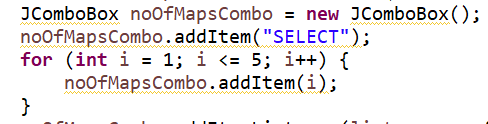 JComboBox noOfMapsCombo = new JComboBox();
noOfMapsCombo.addItem("SELECT");
for (int i = 1; i <= 5; i++) {
noOfMapsCombo.addItem(i);
}